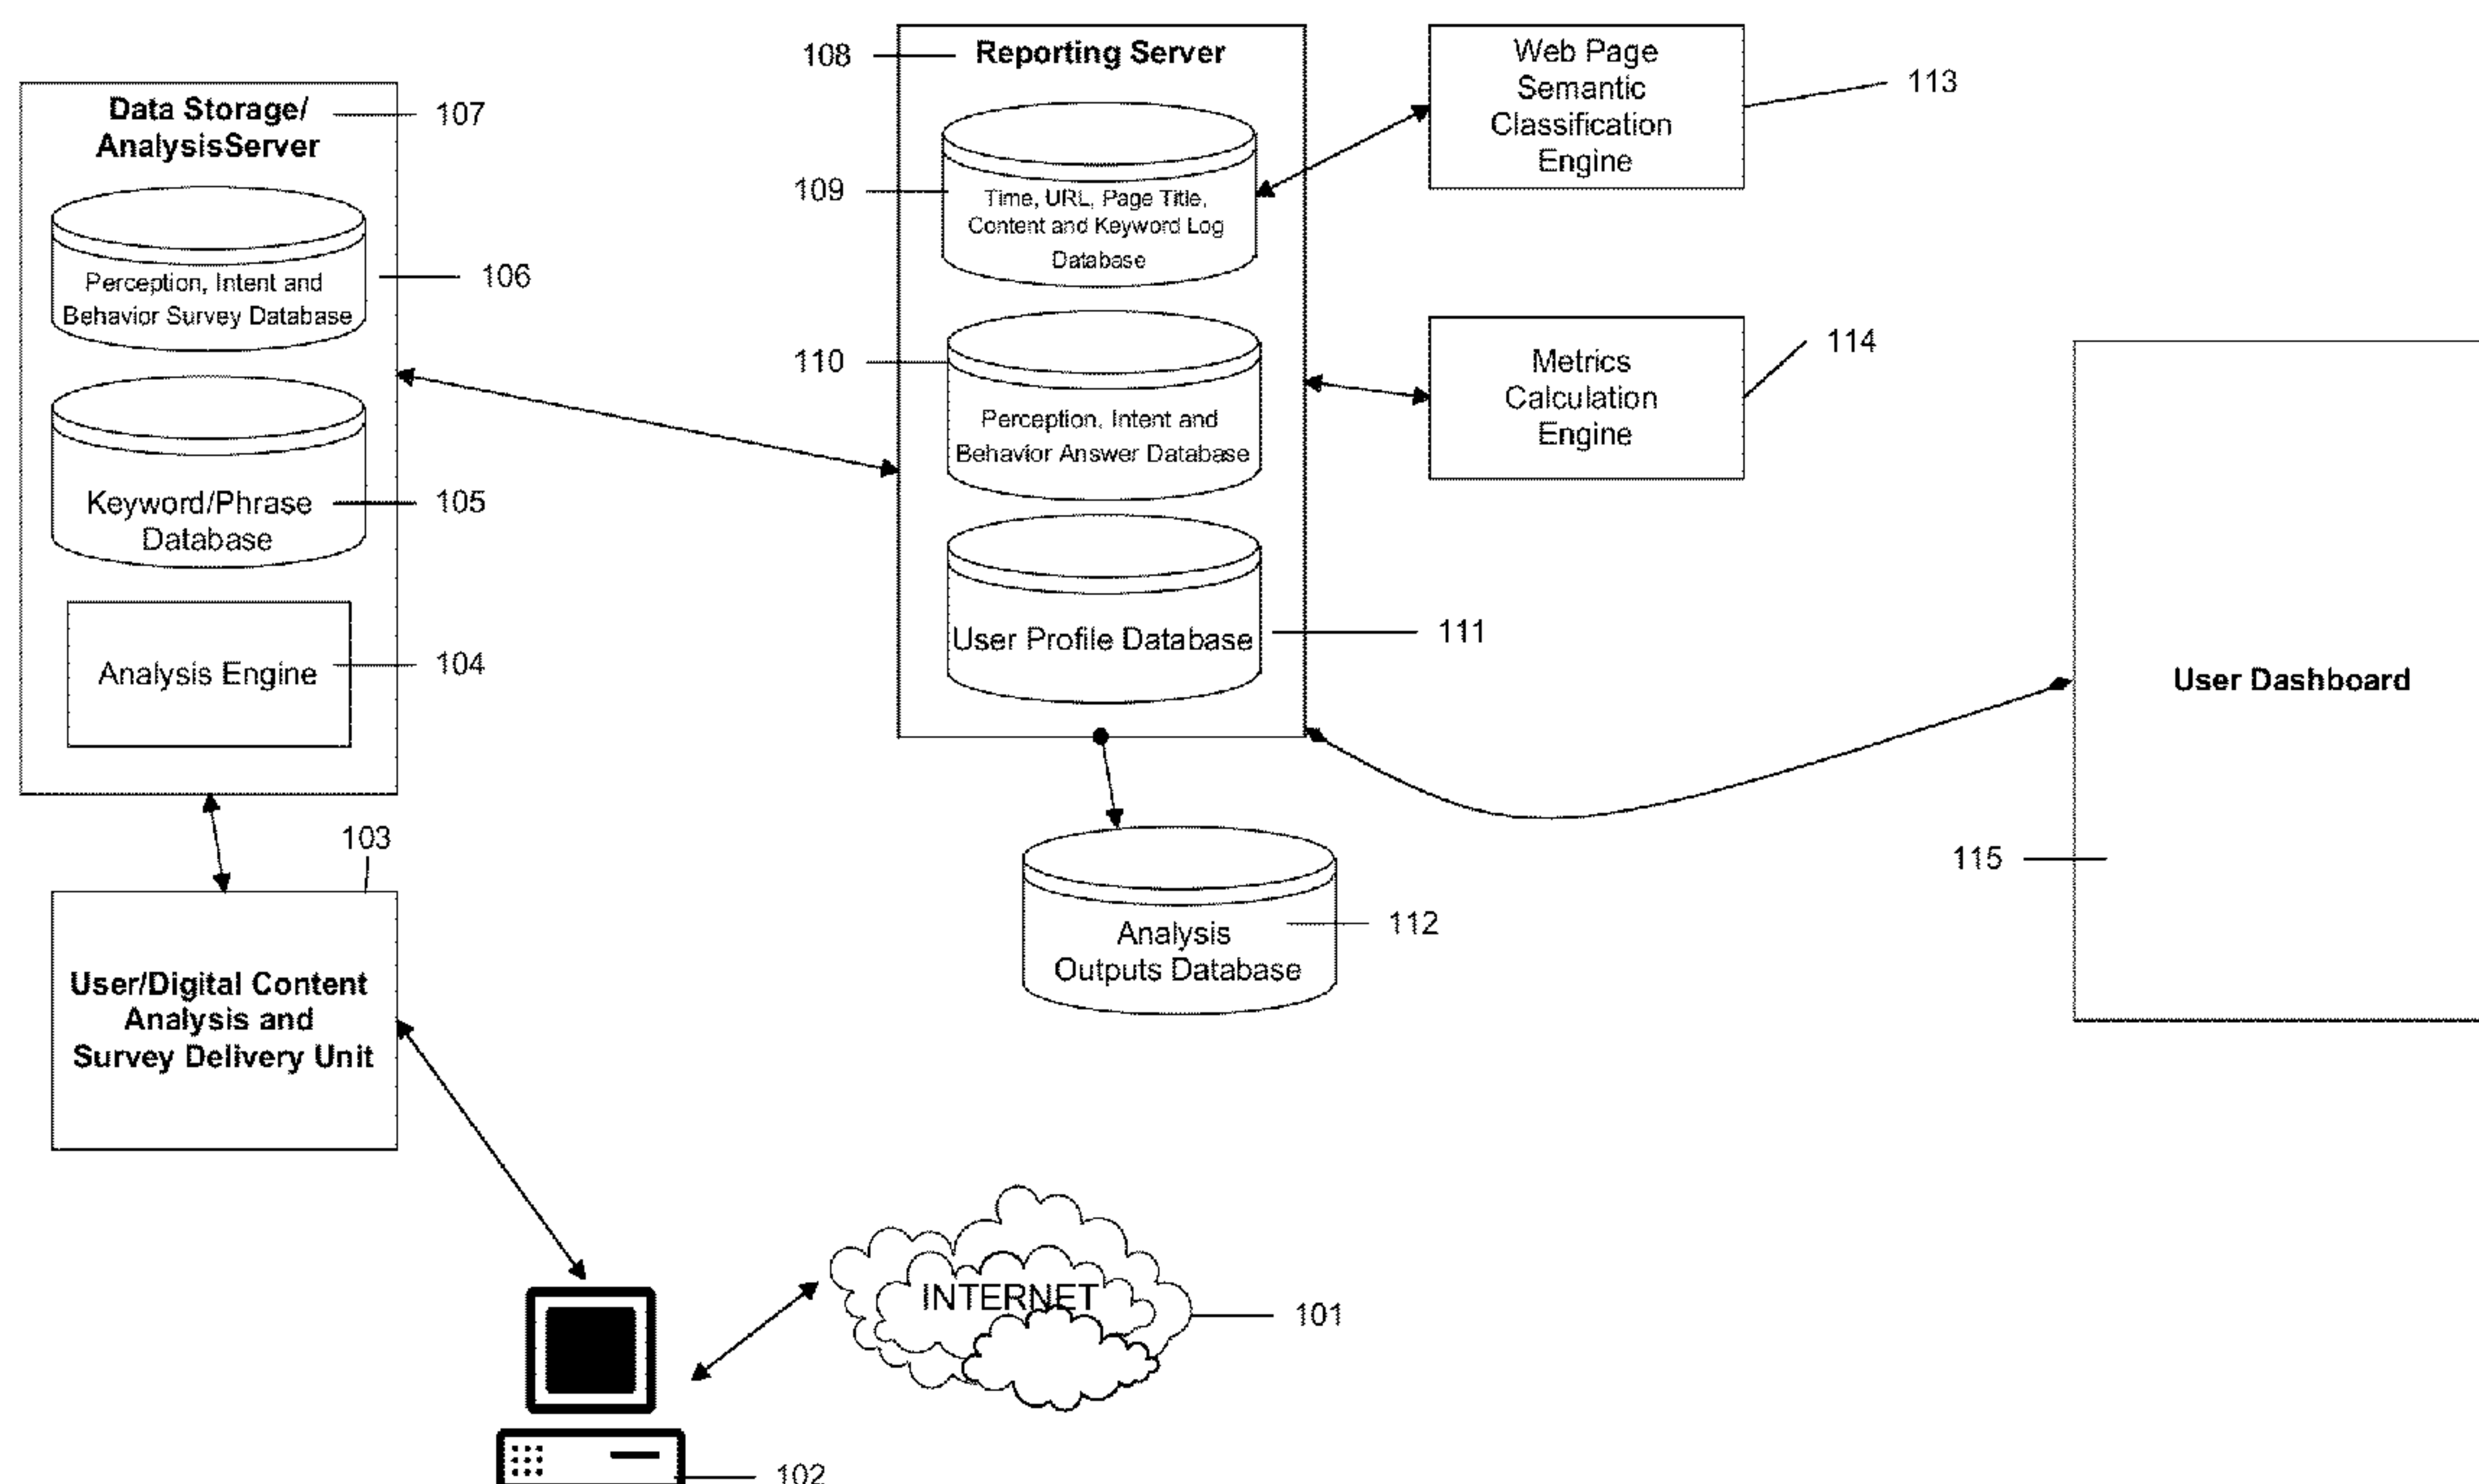 Data Storage/
AnalysisServer
107
Perception, Intent and
Behavior Survey Database
106
Keyword/Phrase
Database
105
Analysis Engine
104
103
User/Digital Content
Analysis and
Survey Delivery Unit
108
Reporting Server
109
Time, URL, Page Title,
Content and Keyword Log
Database
110
Perception, Intent and
Behavior Answer Database
User Profile Database
111
Analysis
Outputs Database
112
Web Page
Semantic
Classification
Engine
113
Metrics
Calculation
Engine
114
User Dashboard
115
INTERNET
101
102